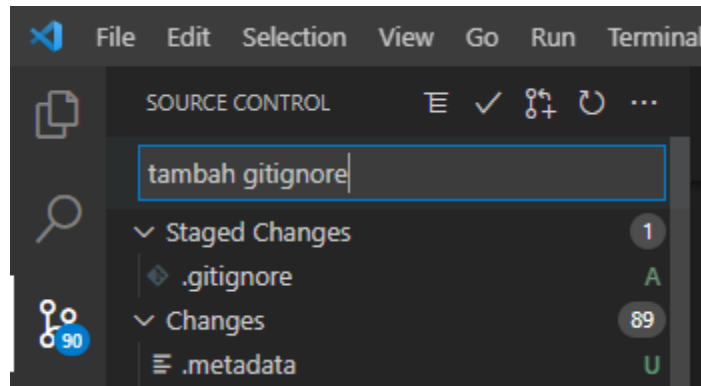 File Edit Selection View Go Run Terminal
SOURCE CONTROL
tambah gitignore
Staged Changes 1
.gitignore A
Changes 89
90
.metadata U